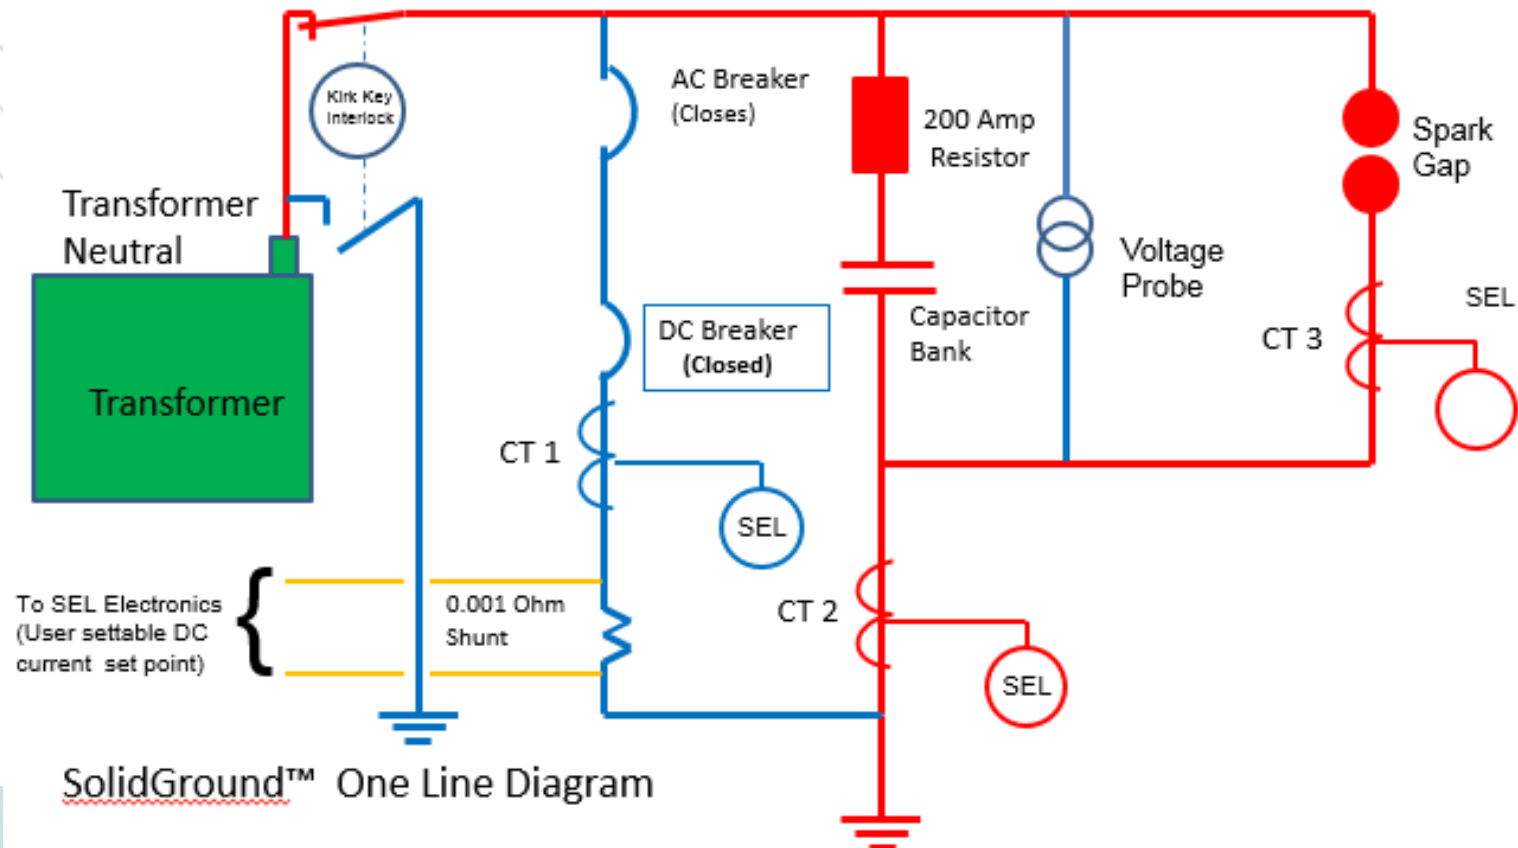 Kirk Key
Interlock
AC Breaker
(Closes)
200 Amp
Resistor
Spark
Gap
Transformer
Neutral
Voltage
Probe
SEL
DC Breaker
(Closed)
Capacitor
Bank
CT 3
Transformer
CT 1
SEL
To SEL Electronics
(User settable DC
current set point)
0.001 Ohm
Shunt
CT 2
SEL
SolidGround™ One Line Diagram